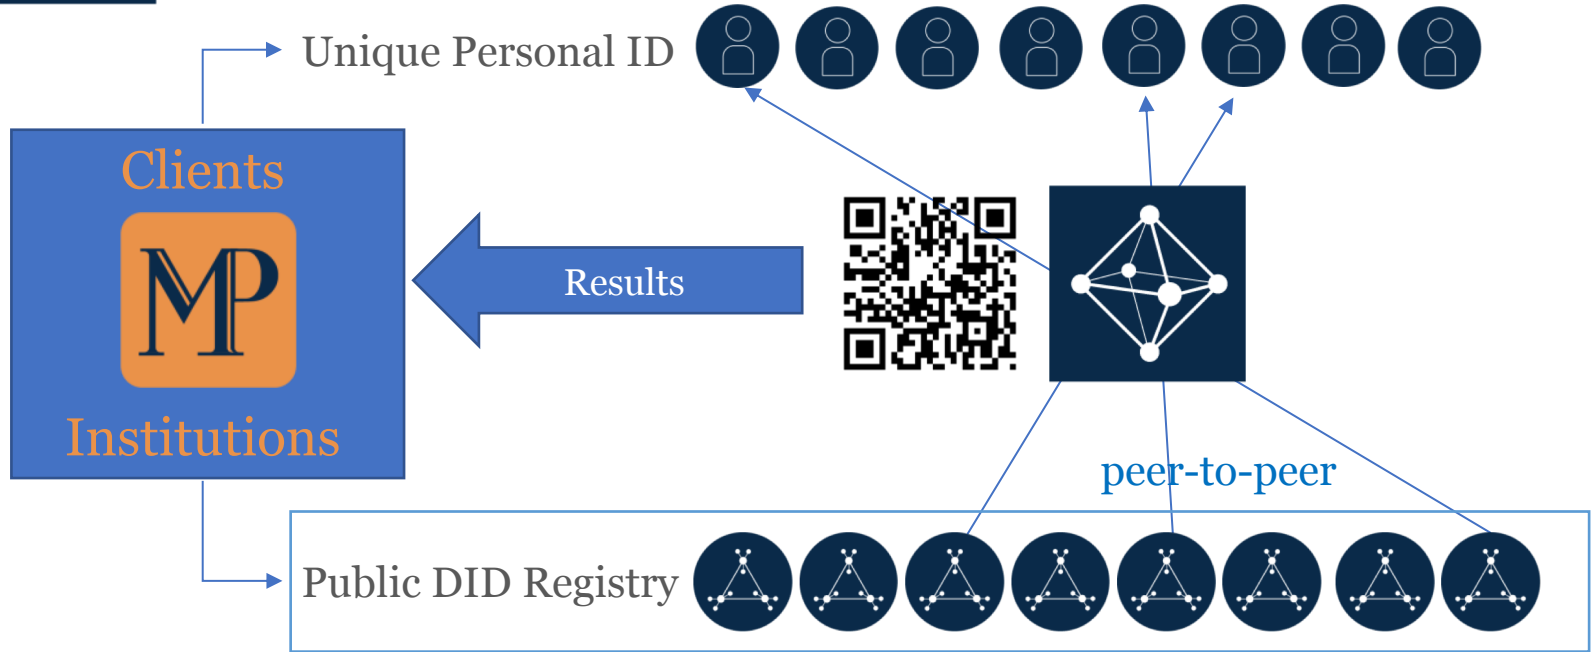 Unique Personal ID
Clients
MP
Institutions
Results
peer-to-peer
Public DID Registry